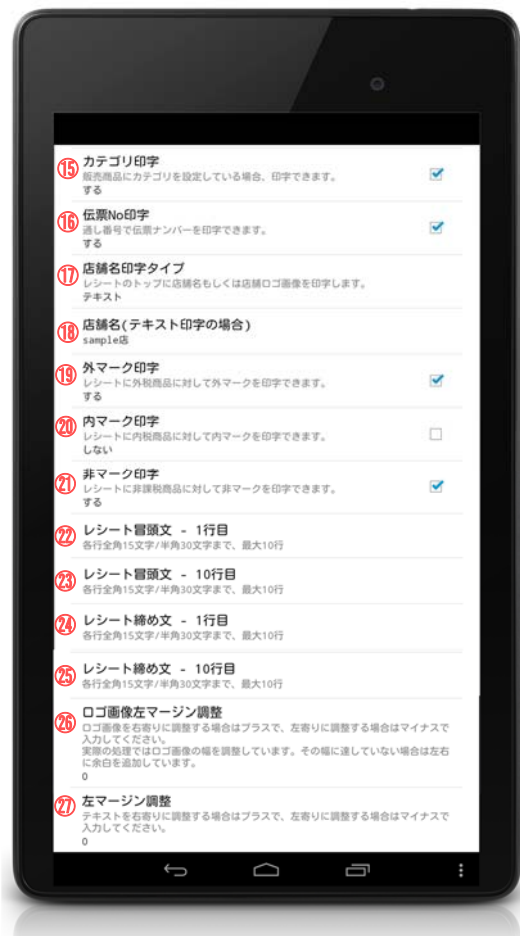 ⑮ カテゴリ印字
販売商品にカテゴリを設定している場合、印字できます。
する
⑯ 伝票No印字
通し番号で伝票ナンバーを印字できます。
する
⑰ 店舗名印字タイプ
レシートのトップに店舗名もしくは店舗ロゴ画像を印字します。
テキスト
⑱ 店舗名(テキスト印字の場合)
sample店
⑲ 外マーク印字
レシートに外税商品に対して外マークを印字できます。
する
⑳ 内マーク印字
レシートに内税商品に対して内マークを印字できます。
しない
㉑ 非マーク印字
レシートに非課税商品に対して非マークを印字できます。
する
㉒ レシート冒頭文 - 1行目
各行全角15文字/半角30文字まで、最大10行
㉓ レシート冒頭文 - 10行目
各行全角15文字/半角30文字まで、最大10行
㉔ レシート締め文 - 1行目
各行全角15文字/半角30文字まで、最大10行
㉕ レシート締め文 - 10行目
各行全角15文字/半角30文字まで、最大10行
㉖ ロゴ画像左マージン調整
ロゴ画像を右寄りに調整する場合はプラスで、左寄りに調整する場合はマイナスで
入力してください。
実際の処理ではロゴ画像の幅を調整しています。その幅に達していない場合は左右
に余白を追加しています。
0
㉗ 左マージン調整
テキストを右寄りに調整する場合はプラスで、左寄りに調整する場合はマイナスで
入力してください。
0